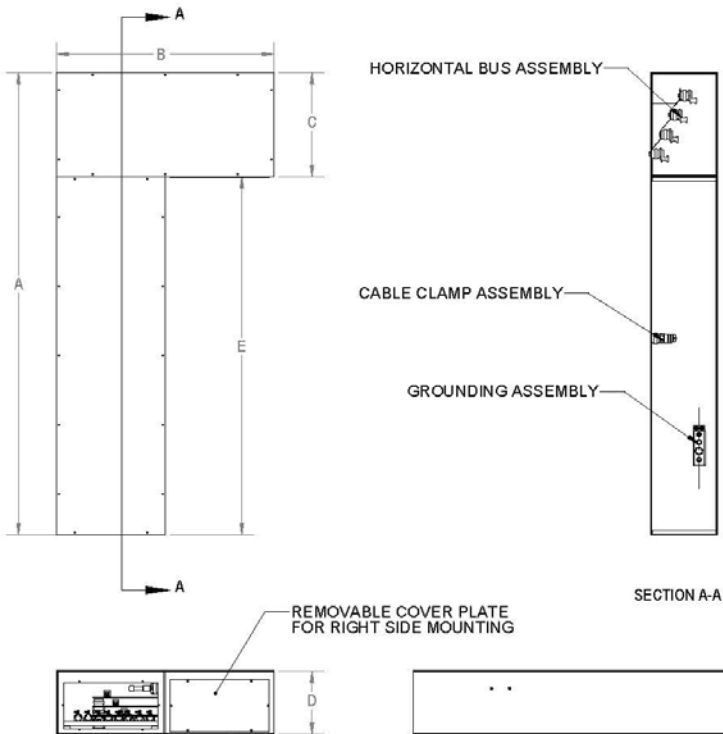 A
B
HORIZONTAL BUS ASSEMBLY
C
A
CABLE CLAMP ASSEMBLY
E
GROUNDING ASSEMBLY
A
SECTION A-A
REMOVABLE COVER PLATE
FOR RIGHT SIDE MOUNTING
D